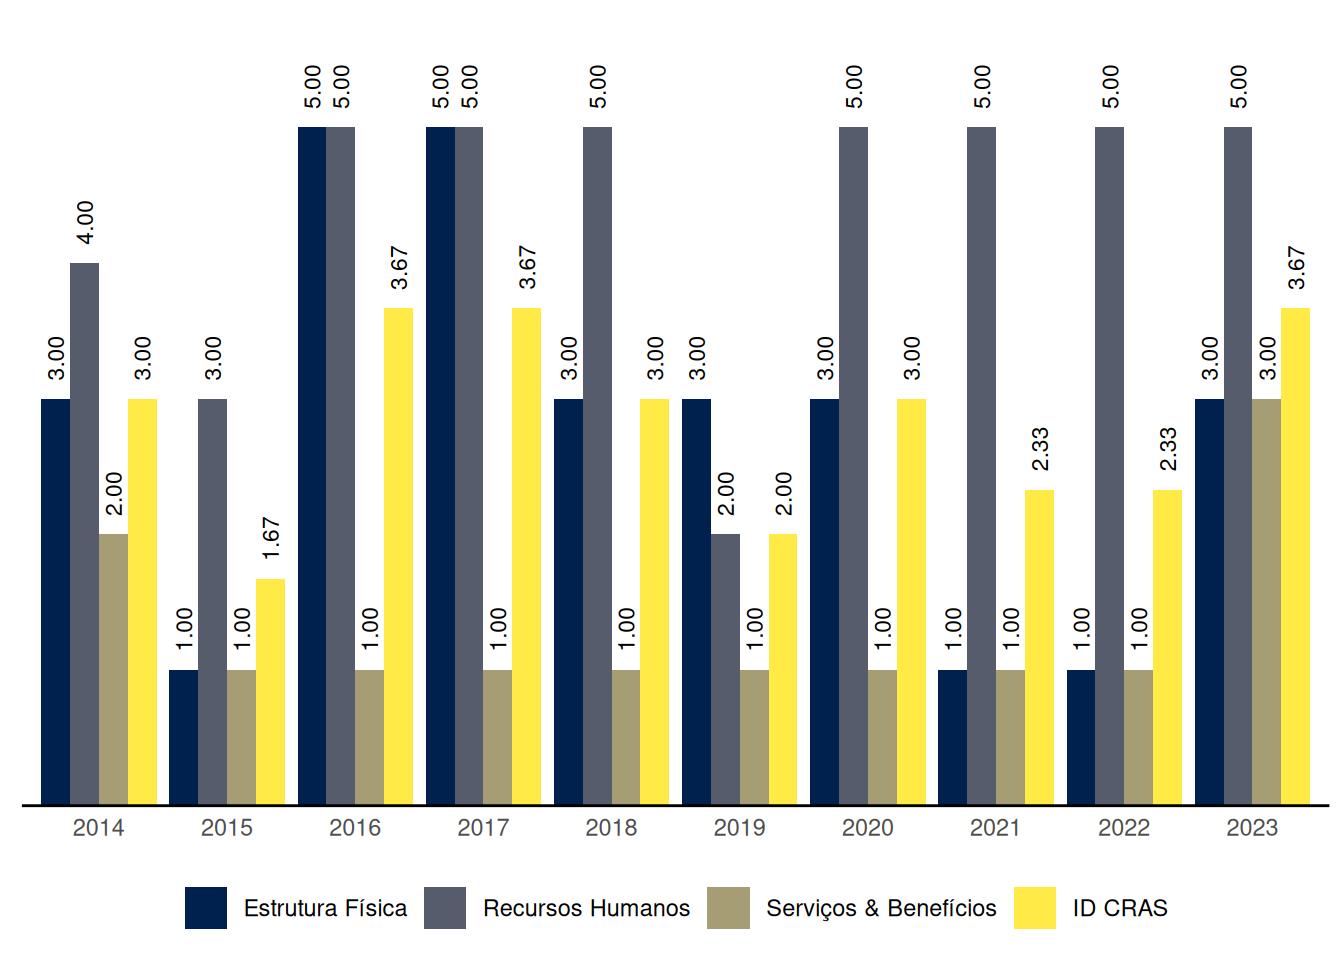 5.00 5.00 5.00 5.00 5.00 5.00 5.00 5.00 5.00
4.00
3.67 3.67 3.67
3.00 3.00 3.00 3.00 3.00 3.00 3.00 3.00 3.00 3.00
2.33 2.33
2.00 2.00 2.00
1.67
1.00 1.00 1.00 1.00 1.00 1.00 1.00 1.00 1.00 1.00 1.00
2014 2015 2016 2017 2018 2019 2020 2021 2022 2023
Estrutura Física Recursos Humanos Serviços & Benefícios ID CRAS